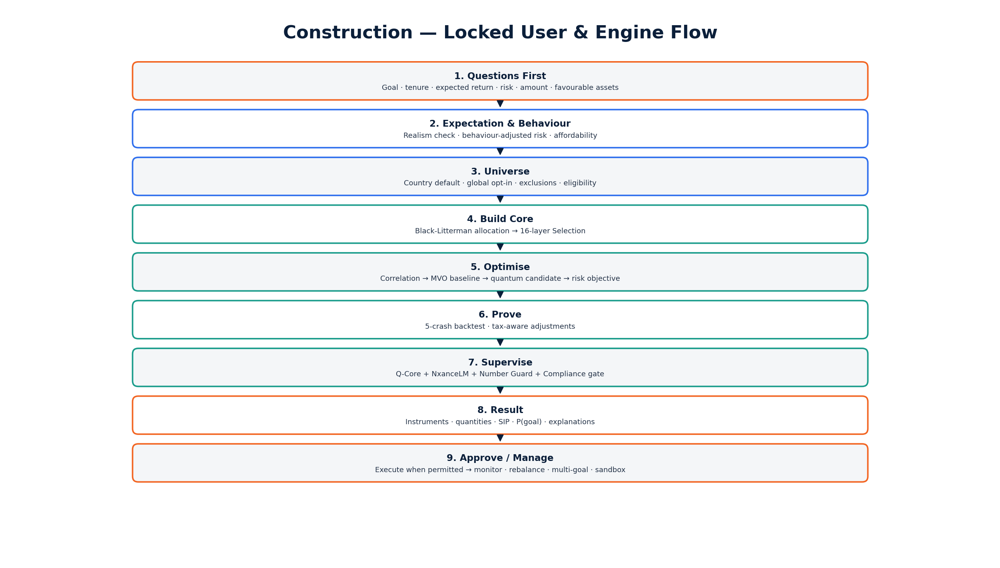 Construction — Locked User & Engine Flow
1. Questions First
Goal · tenure · expected return · risk · amount · favourable assets
2. Expectation & Behaviour
Realism check · behaviour-adjusted risk · affordability
3. Universe
Country default · global opt-in · exclusions · eligibility
4. Build Core
Black-Litterman allocation → 16-layer Selection
5. Optimise
Correlation → MVO baseline → quantum candidate → risk objective
6. Prove
5-crash backtest · tax-aware adjustments
7. Supervise
Q-Core + NxanceLM + Number Guard + Compliance gate
8. Result
Instruments · quantities · SIP · P(goal) · explanations
9. Approve / Manage
Execute when permitted → monitor · rebalance · multi-goal · sandbox